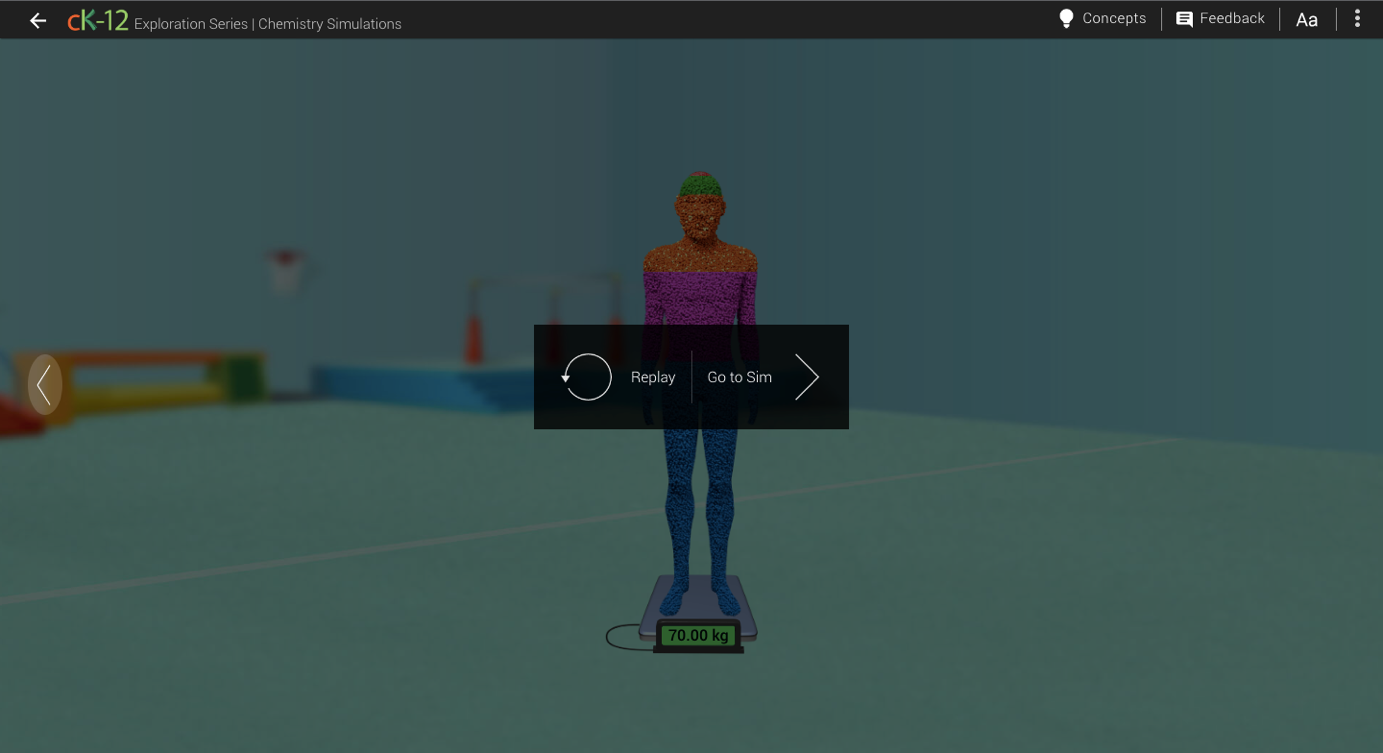 cK-12 Exploration Series | Chemistry Simulations
Concepts
Feedback
Aa
Replay
Go to Sim
70.00 kg